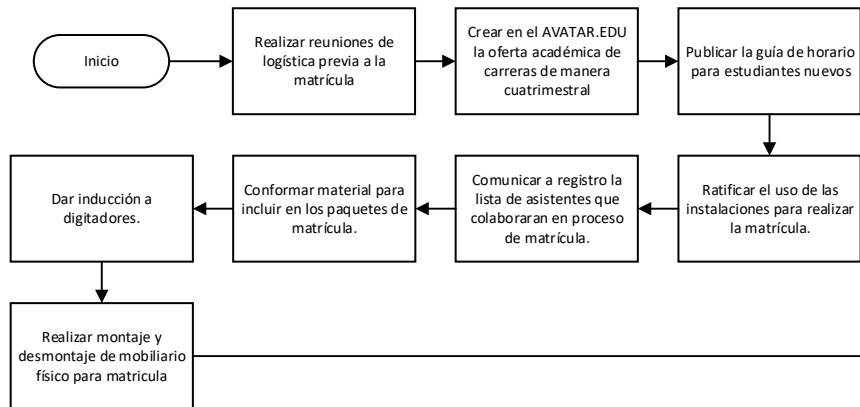 Inicio
Realizar reuniones de
logística previa a la
matrícula
Crear en el AVATAR.EDU
la oferta académica de
carreras de manera
cuatrimestral
Publicar la guía de horario
para estudiantes nuevos
Ratificar el uso de las
instalaciones para realizar
la matrícula.
Comunicar a registro la
lista de asistentes que
colaboraran en proceso
de matrícula.
Conformar material para
incluir en los paquetes de
matrícula.
Dar inducción a
digitadores.
Realizar montaje y
desmontaje de mobiliario
físico para matricula